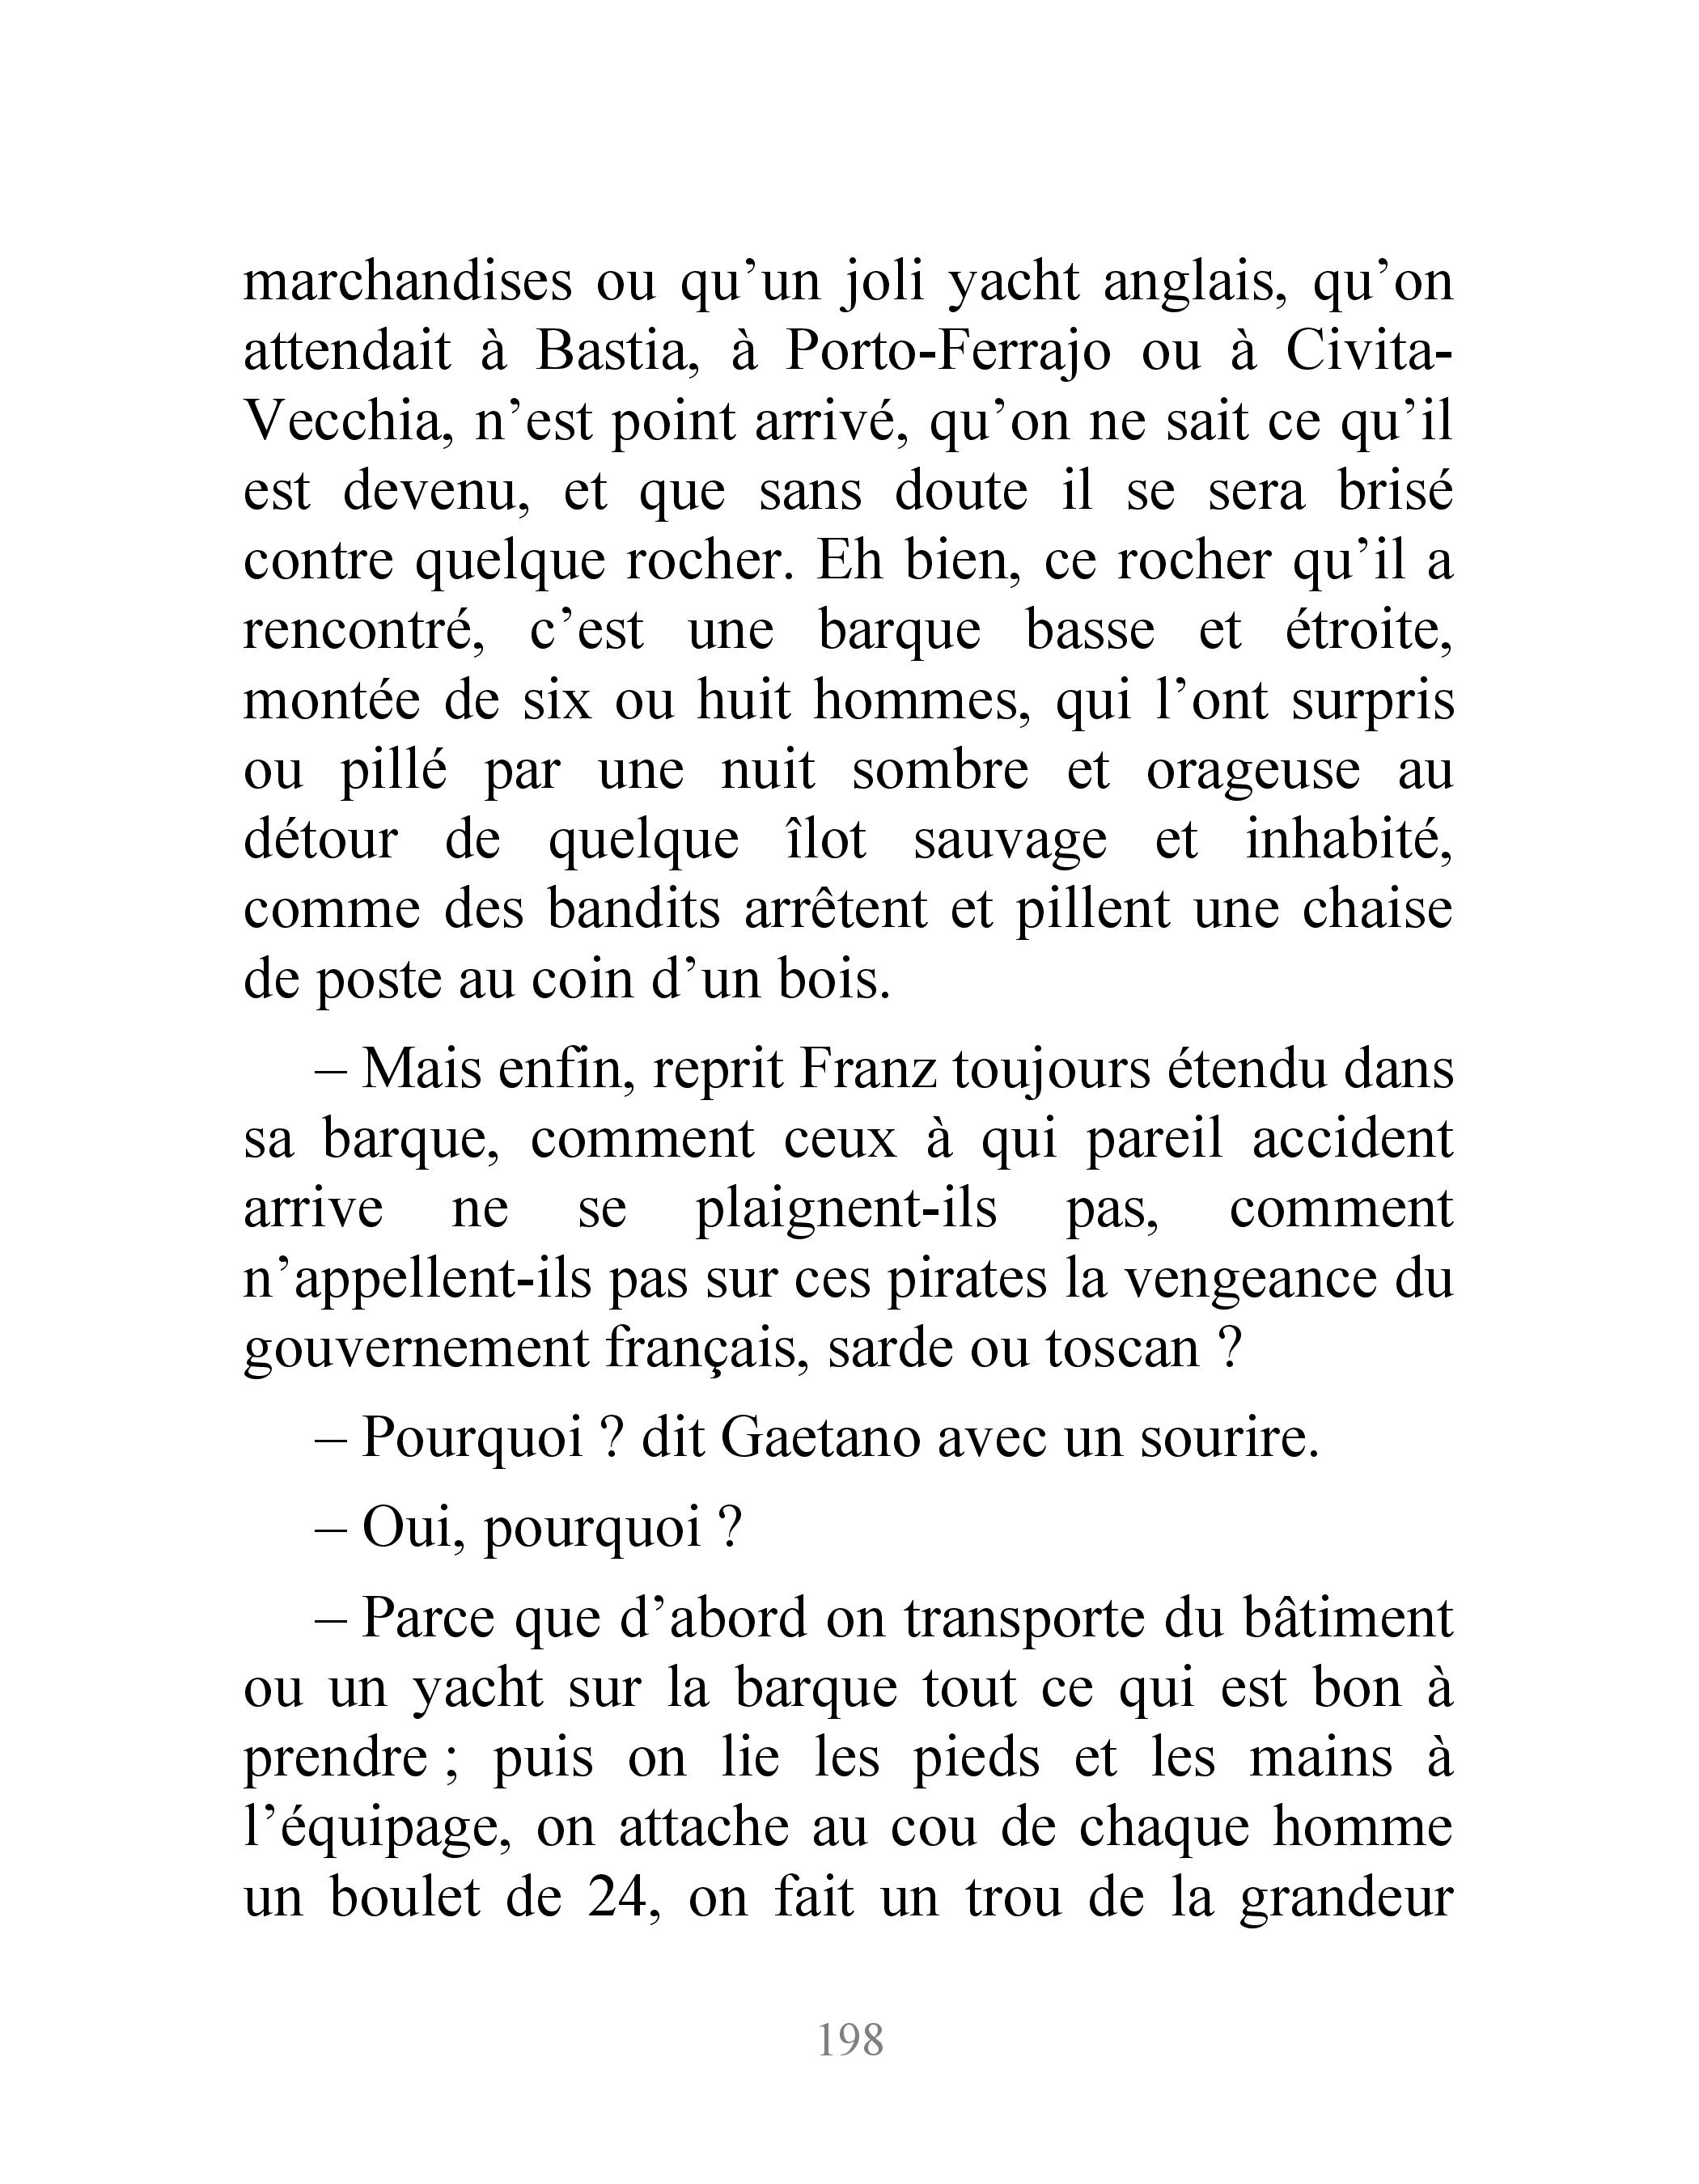 marchandises ou qu’un joli yacht anglais, qu’on
attendait à Bastia, à Porto-Ferrajo ou à Civita-
Vecchia, n’est point arrivé, qu’on ne sait ce qu’il
est devenu, et que sans doute il se sera brisé
contre quelque rocher. Eh bien, ce rocher qu’il a
rencontré, c’est une barque basse et étroite,
montée de six ou huit hommes, qui l’ont surpris
ou pillé par une nuit sombre et orageuse au
détour de quelque îlot sauvage et inhabité,
comme des bandits arrêtent et pillent une chaise
de poste au coin d’un bois.
– Mais enfin, reprit Franz toujours étendu dans
sa barque, comment ceux à qui pareil accident
arrive ne se plaignent-ils pas, comment
n’appellent-ils pas sur ces pirates la vengeance du
gouvernement français, sarde ou toscan ?
– Pourquoi ? dit Gaetano avec un sourire.
– Oui, pourquoi ?
– Parce que d’abord on transporte du bâtiment
ou un yacht sur la barque tout ce qui est bon à
prendre ; puis on lie les pieds et les mains à
l’équipage, on attache au cou de chaque homme
un boulet de 24, on fait un trou de la grandeur
198